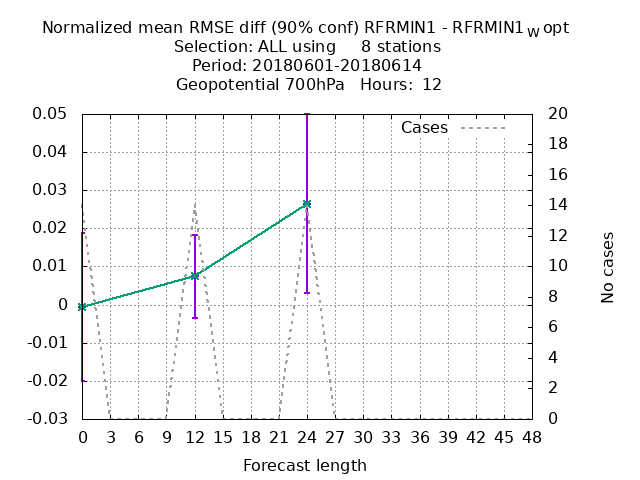 Normalized mean RMSE diff (90% conf) RFRMIN1 - RFRMIN1W opt
Selection: ALL using 8 stations
Period: 20180601-20180614
Geopotential 700hPa Hours: 12
Cases
0.05
0.04
0.03
0.02
0.01
0
-0.01
-0.02
-0.03
20
18
16
14
12
10
8
6
4
2
0
No cases
0 3 6 9 12 15 18 21 24 27 30 33 36 39 42 45 48
Forecast length